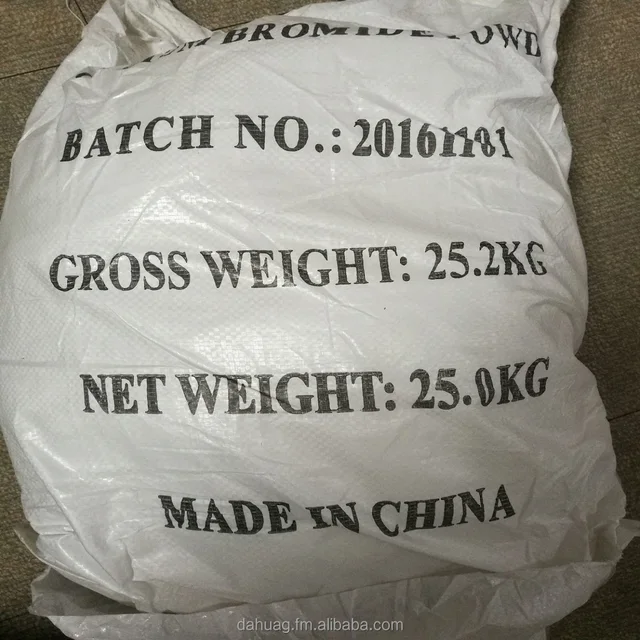 BROMIDE POWD
BATCH NO.: 20161181
GROSS WEIGHT: 25.2KG
NET WEIGHT: 25.0KG
MADE IN CHINA
dahuag.fm.alibaba.com